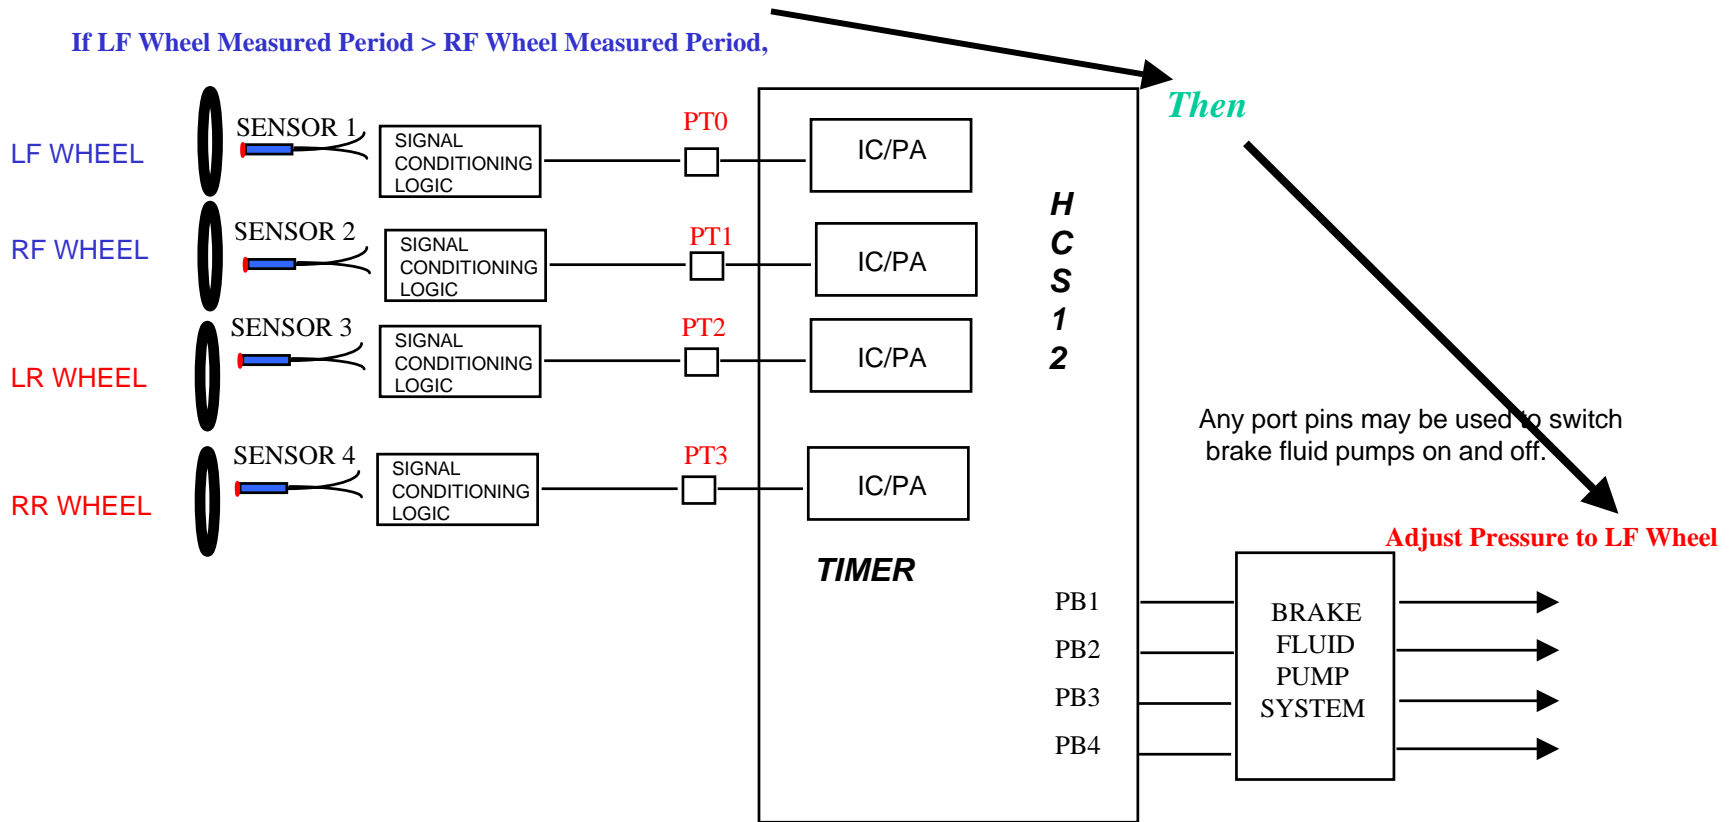 If LF Wheel Measured Period > RF Wheel Measured Period,
Then
LF WHEEL
SENSOR 1
SIGNAL
CONDITIONING
LOGIC
PT0
IC/PA
RF WHEEL
SENSOR 2
SIGNAL
CONDITIONING
LOGIC
PT1
IC/PA
LR WHEEL
SENSOR 3
SIGNAL
CONDITIONING
LOGIC
PT2
IC/PA
RR WHEEL
SENSOR 4
SIGNAL
CONDITIONING
LOGIC
PT3
IC/PA
H
C
S
1
2
TIMER
Any port pins may be used to switch
brake fluid pumps on and off.
Adjust Pressure to LF Wheel
PB1
PB2
PB3
PB4
BRAKE
FLUID
PUMP
SYSTEM